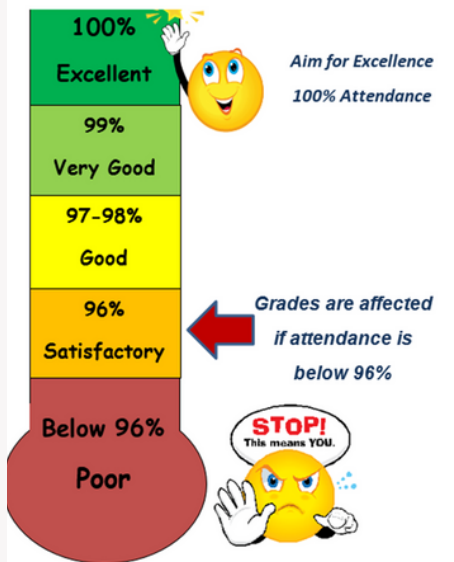 100%
Excellent
Aim for Excellence
100% Attendance
99%
Very Good
97-98%
Good
96%
Satisfactory
Grades are affected
if attendance is
below 96%
Below 96%
Poor
STOP!
This means YOU.